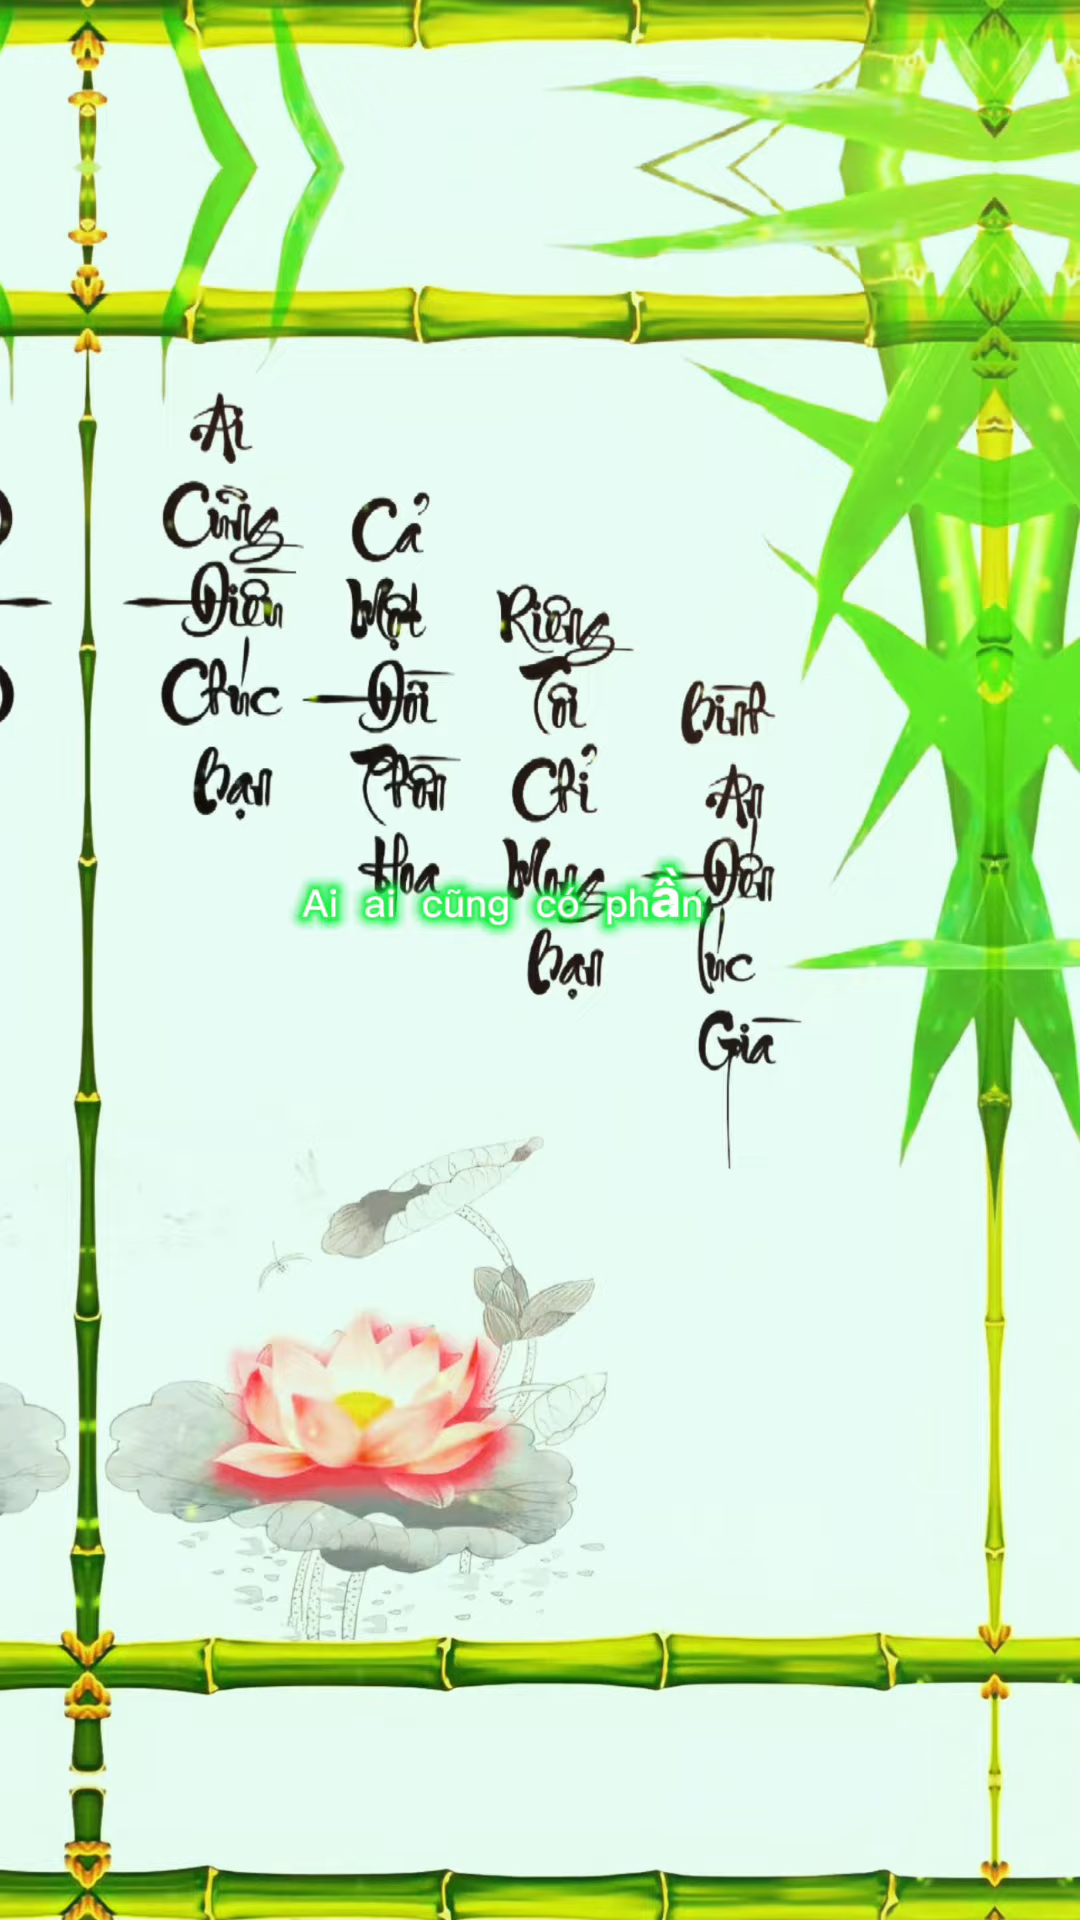 Ai
Cũng
Điều
Chúc
Bạn
Cả
Một
Đời
Phồn
Hoa
Riêng
Tôi
Chỉ
Mong
Bạn
Bình
An
Đến
Lúc
Già
Ai ai cũng có phần